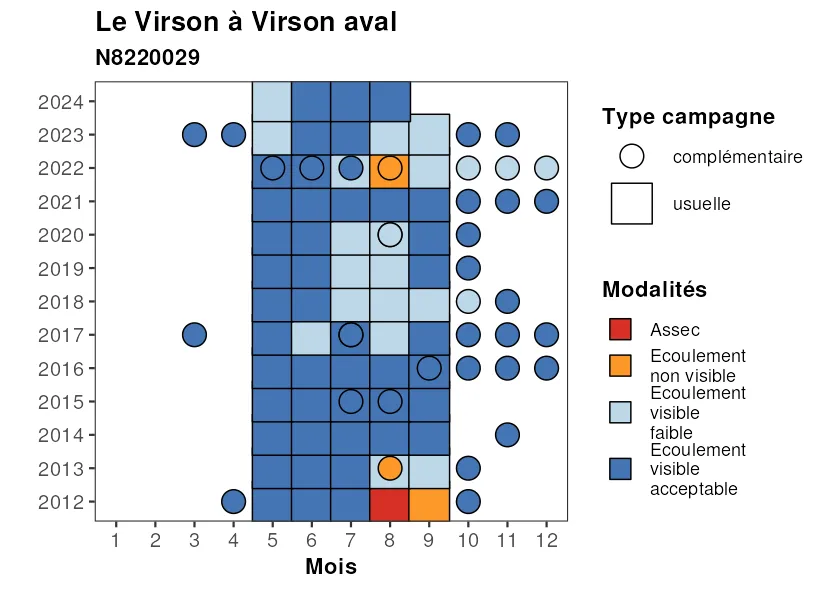 Le Virson à Virson aval
N8220029
2024
2023
2022
2021
2020
2019
2018
2017
2016
2015
2014
2013
2012
1 2 3 4 5 6 7 8 9 10 11 12
Mois
Type campagne
complémentaire
usuelle
Modalités
Assec
Ecoulement
non visible
Ecoulement
visible
faible
Ecoulement
visible
acceptable